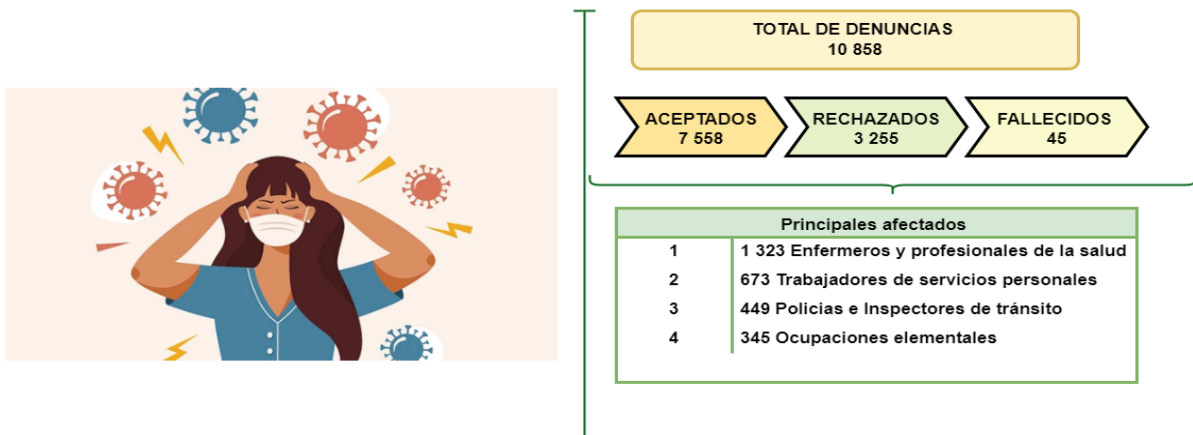 TOTAL DE DENUNCIAS
10 858
ACEPTADOS
7 558
RECHAZADOS
3 255
FALLECIDOS
45
Principales afectados
1 1 323 Enfermeros y profesionales de la salud
2 673 Trabajadores de servicios personales
3 449 Policias e Inspectores de tránsito
4 345 Ocupaciones elementales